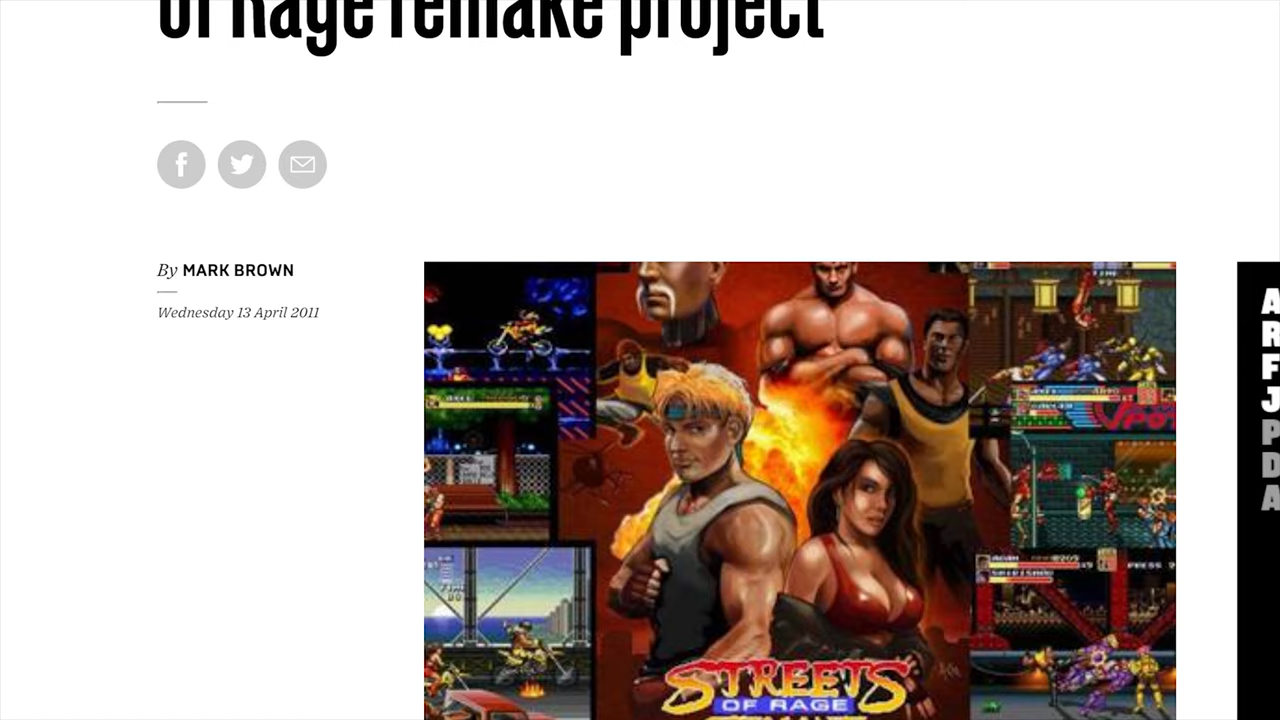 of Rage remake project
By MARK BROWN
Wednesday 13 April 2011
STREETS
OF RAGE
A
R
F
J
P
D
A